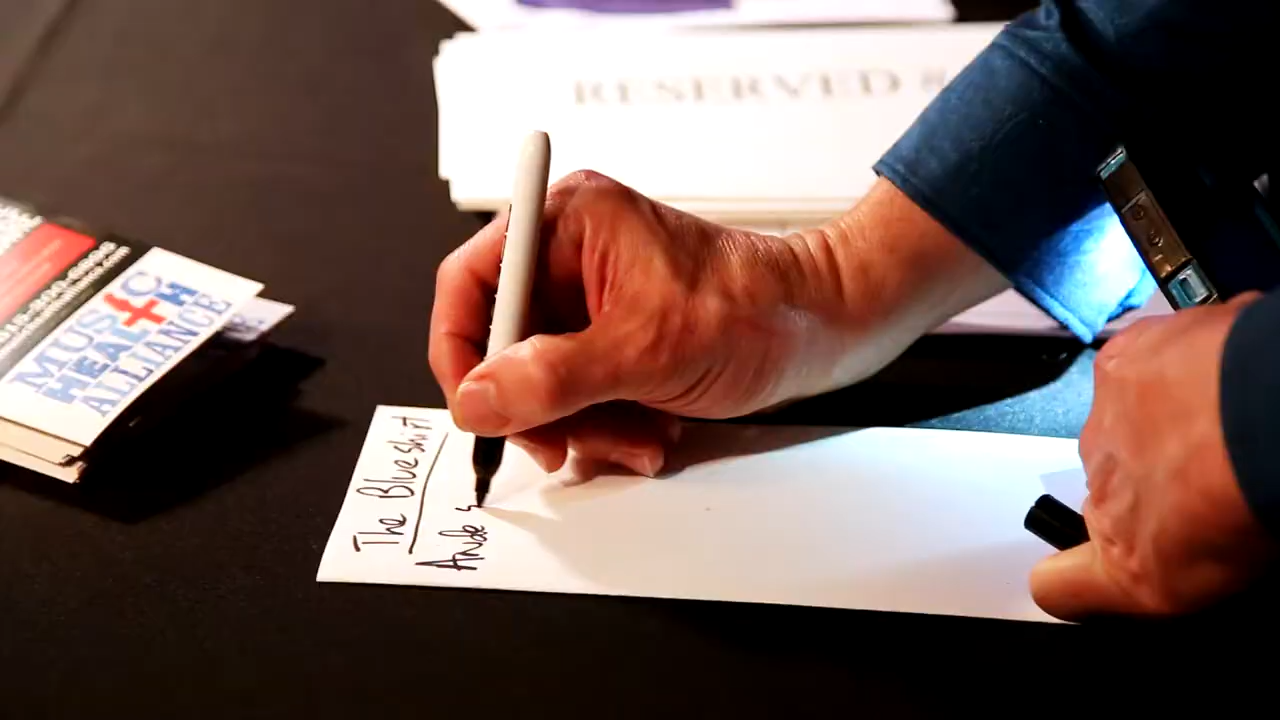 RESERVED
MUSIC
HEALTH
ALLIANCE
The Blueshirt
Ande